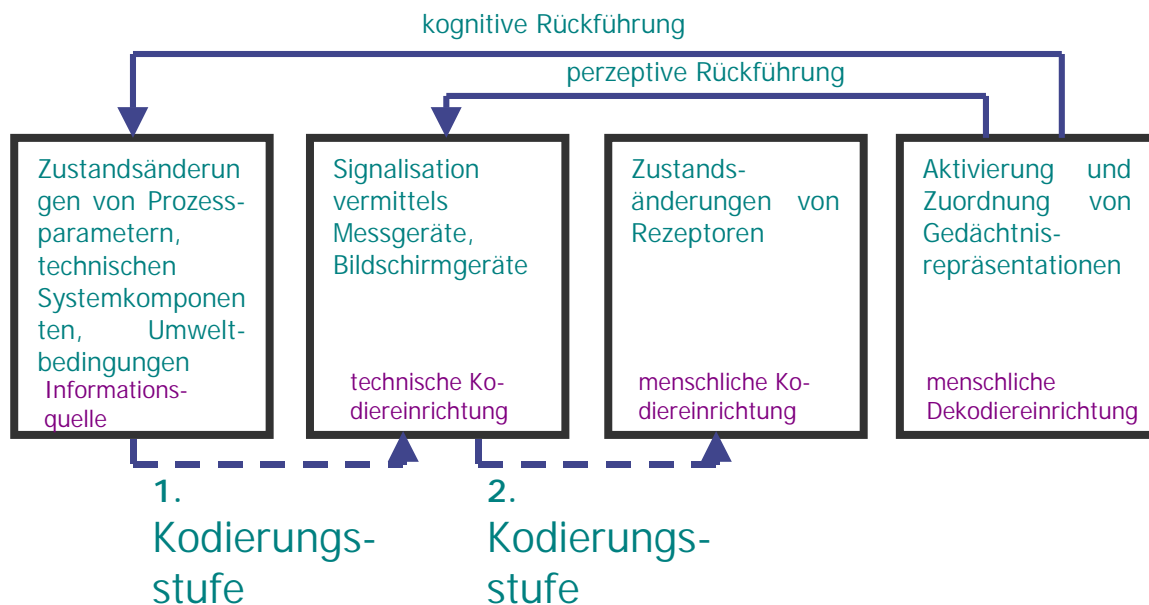 kognitive Rückführung
perzeptive Rückführung
Zustandsänderun
gen von Prozess-
parametern,
technischen
Systemkomponen
ten, Umwelt-
bedingungen
Informations-
quelle
Signalisation
vermittels
Messgeräte,
Bildschirmgeräte
technische Ko-
diereinrichtung
Zustands-
änderungen von
Rezeptoren
menschliche Ko-
diereinrichtung
Aktivierung und
Zuordnung von
Gedächtnis-
repräsentationen
menschliche
Dekodiereinrichtung
1.
Kodierungs-
stufe
2.
Kodierungs-
stufe